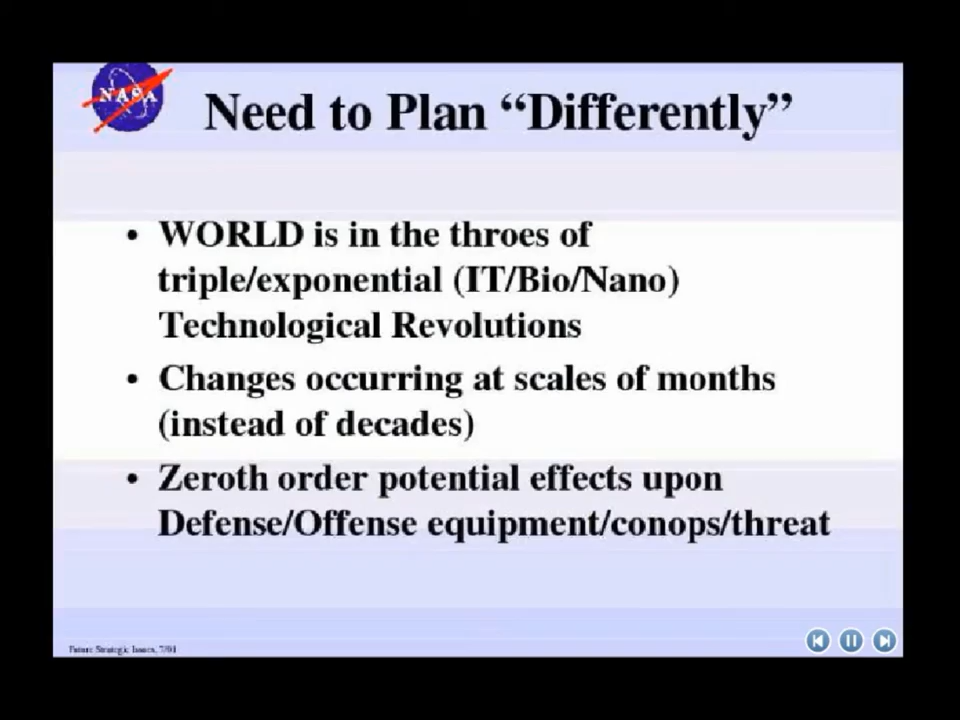 NASA
Need to Plan “Differently”
• WORLD is in the throes of
triple/exponential (IT/Bio/Nano)
Technological Revolutions
• Changes occurring at scales of months
(instead of decades)
• Zeroth order potential effects upon
Defense/Offense equipment/conops/threat
Future Strategic Issues, 7/01